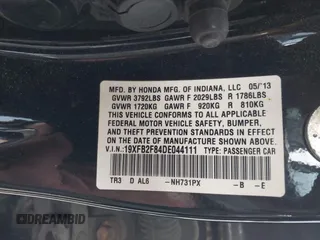 MFD. BY HONDA MFG. OF INDIANA, LLC 05/'13
GVWR 3792LBS GAWR F 2029LBS R 1786LBS
GVWR 1720KG GAWR F 920KG R 810KG
THIS VEHICLE CONFORMS TO ALL APPLICABLE
FEDERAL MOTOR VEHICLE SAFETY, BUMPER,
AND THEFT PREVENTION STANDARDS IN
EFFECT ON THE DATE OF MANUFACTURE
SHOWN ABOVE.
V.I.N: 19XFB2F84DE044111 TYPE: PASSENGER CAR
TR3 D AL6 -NH731PX -B -E
DREAMBID